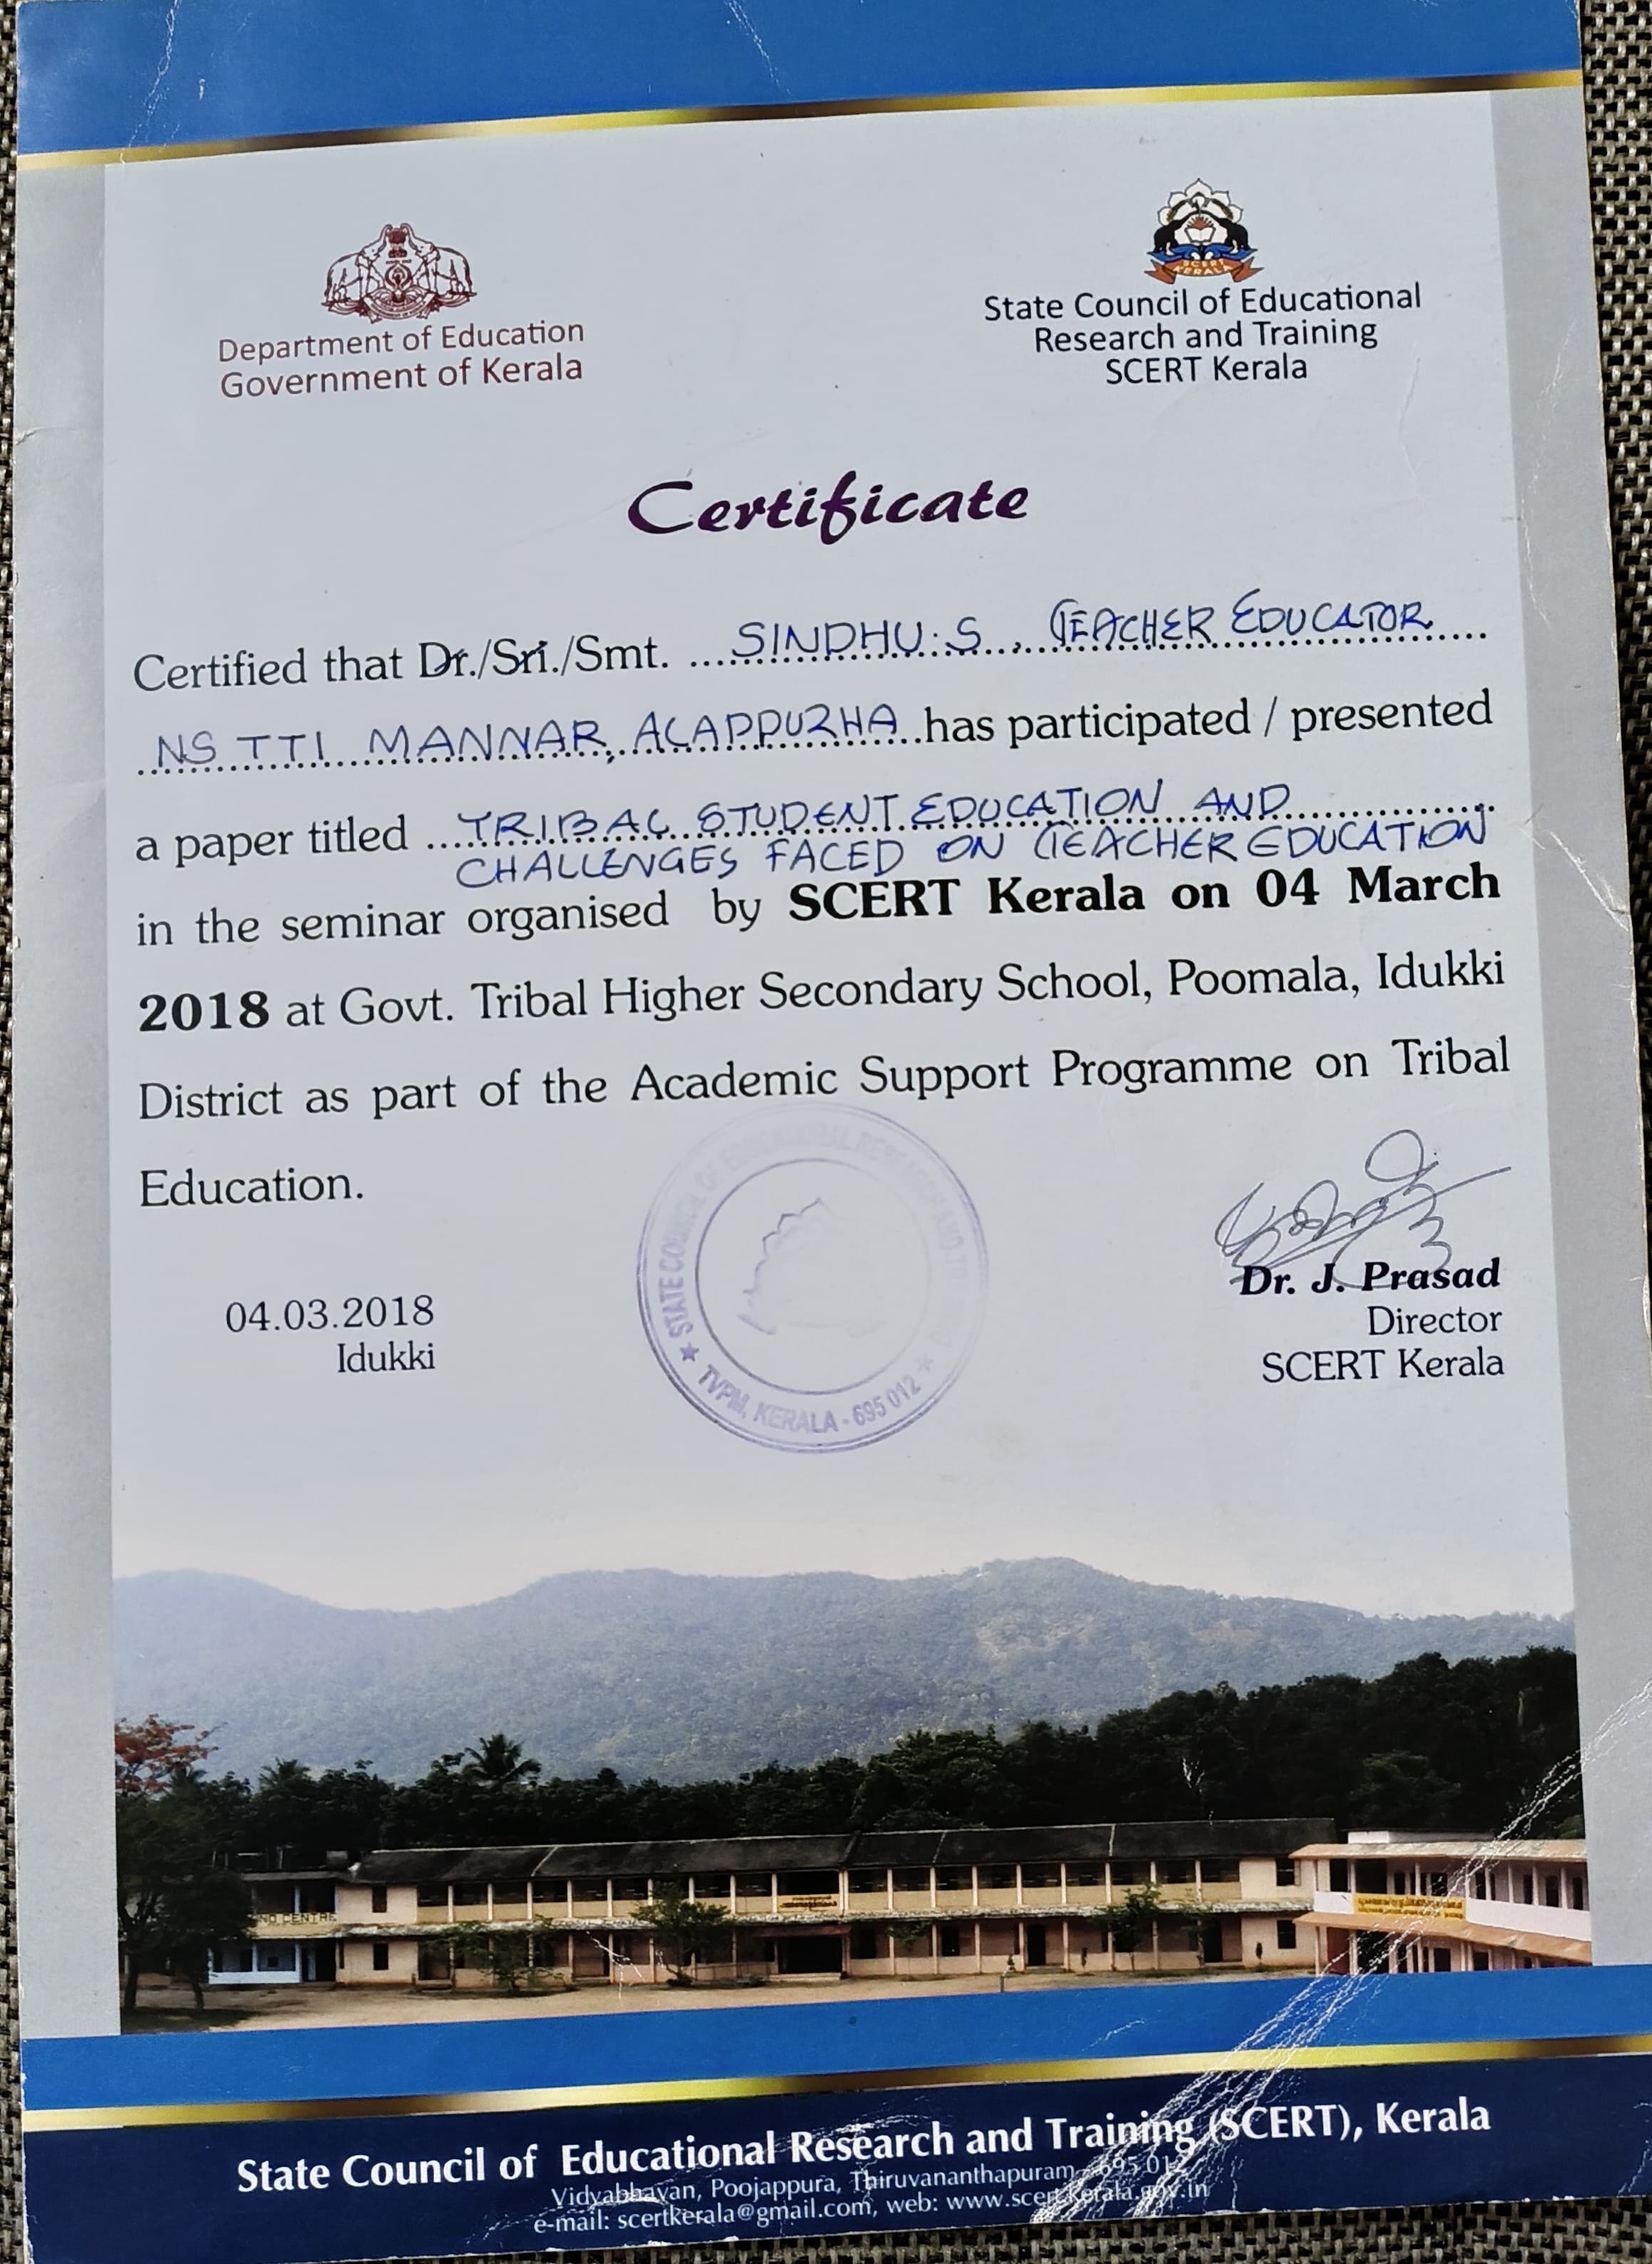 Department of Education
Government of Kerala
SCERT
KERALA
State Council of Educational
Research and Training
SCERT Kerala
Certificate
Certified that Dr./Sri./Smt. SINDHU.S, TEACHER EDUCATOR
NS TTI MANNAR, ALAPPUZHA has participated / presented
a paper titled TRIBAL STUDENT EDUCATION AND
CHALLENGES FACED ON TEACHER EDUCATION
in the seminar organised by SCERT Kerala on 04 March
2018 at Govt. Tribal Higher Secondary School, Poomala, Idukki
District as part of the Academic Support Programme on Tribal
Education.
STATE COUNCIL OF EDUCATIONAL RESEARCH AND
TVPM, KERALA - 695 012
04.03.2018
Idukki
Dr. J. Prasad
Director
SCERT Kerala
CENTRE
State Council of Educational Research and Training (SCERT), Kerala
Vidyabhavan, Poojappura, Thiruvananthapuram - 695 012
e-mail: scertkerala@gmail.com, web: www.scertkerala.gov.in